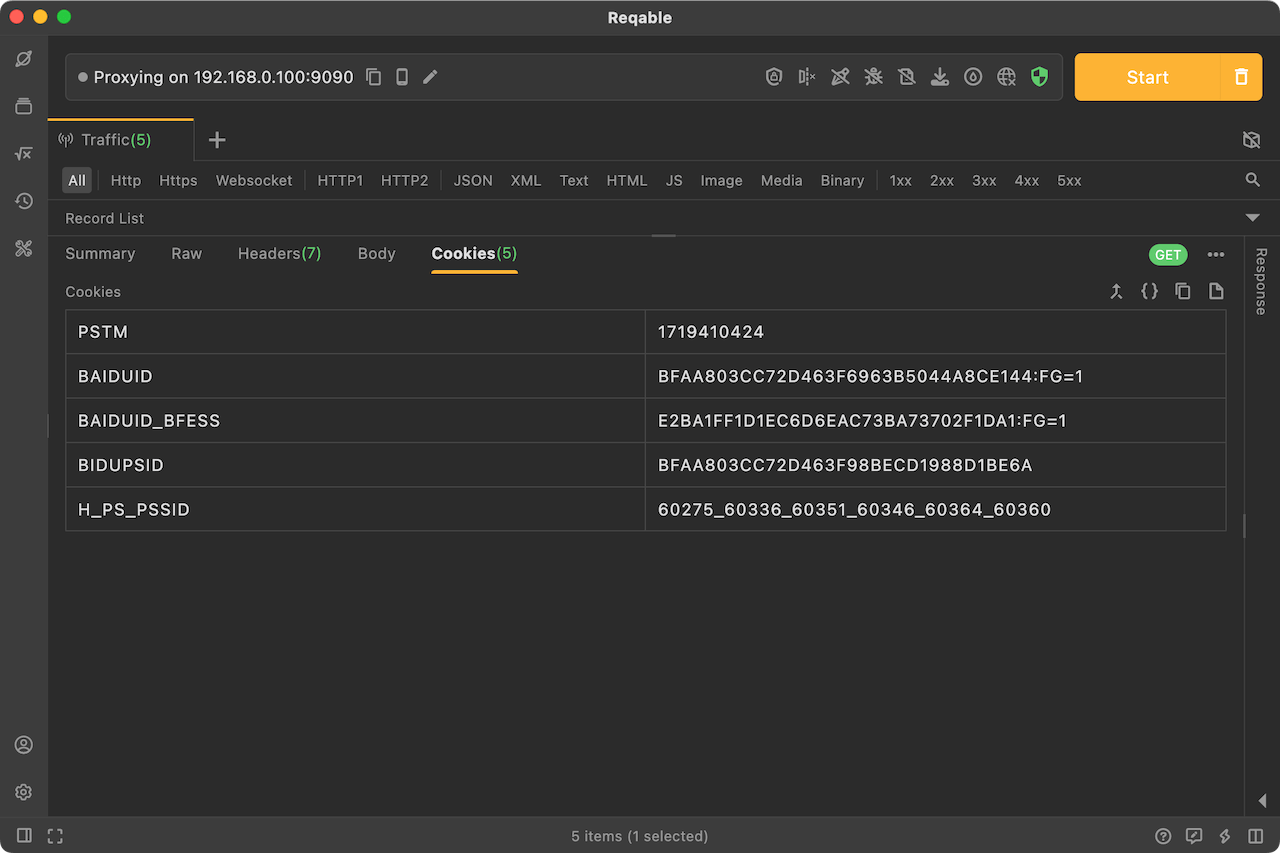 Reqable
Proxying on 192.168.0.100:9090
Start
Traffic(5)
All Http Https Websocket HTTP1 HTTP2 JSON XML Text HTML JS Image Media Binary 1xx 2xx 3xx 4xx 5xx
Record List
Summary Raw Headers(7) Body Cookies(5) GET
Response
Cookies
PSTM 1719410424
BAIDUID BFAA803CC72D463F6963B5044A8CE144:FG=1
BAIDUID_BFESS E2BA1FF1D1EC6D6EAC73BA73702F1DA1:FG=1
BIDUPSID BFAA803CC72D463F98BECD1988D1BE6A
H_PS_PSSID 60275_60336_60351_60346_60364_60360
5 items (1 selected)